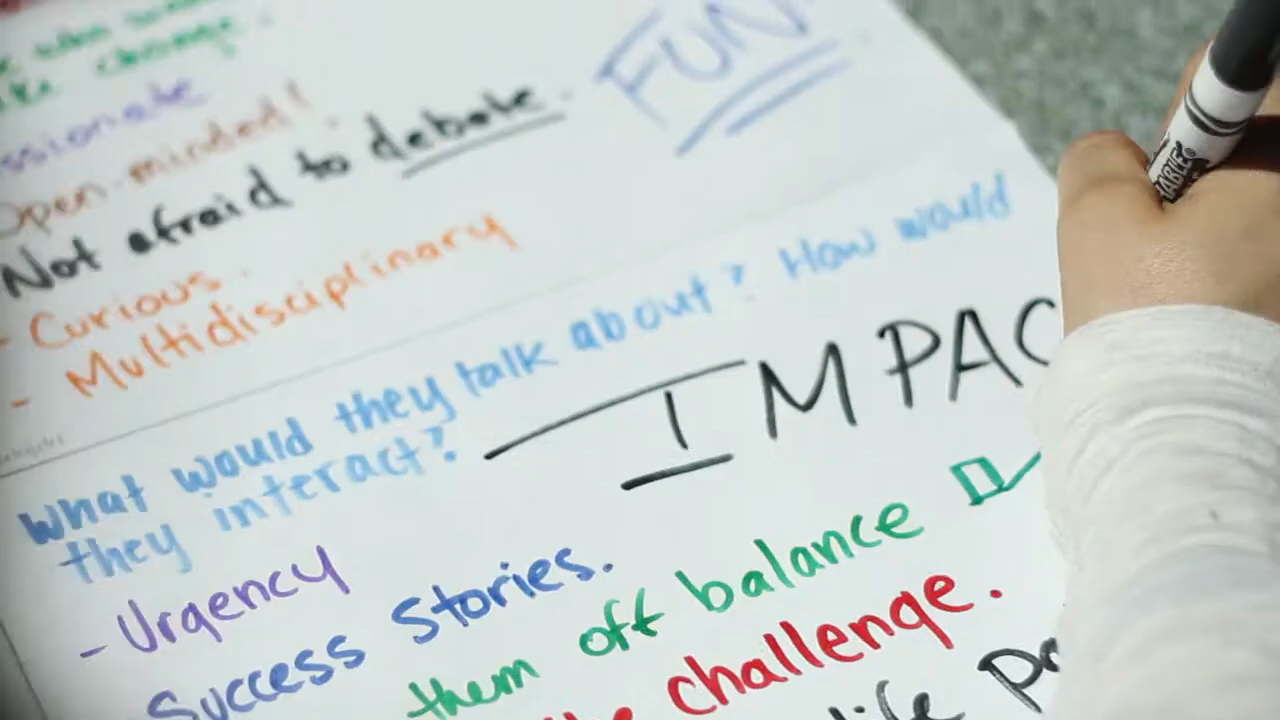 change.
Open-minded!
Not afraid to debate.
- Curious.
- Multidisciplinary
FUN
What would they talk about? How would
they interact?
IMPAC
- Urgency
Success Stories.
them off balance
challenge.
life
ABLE